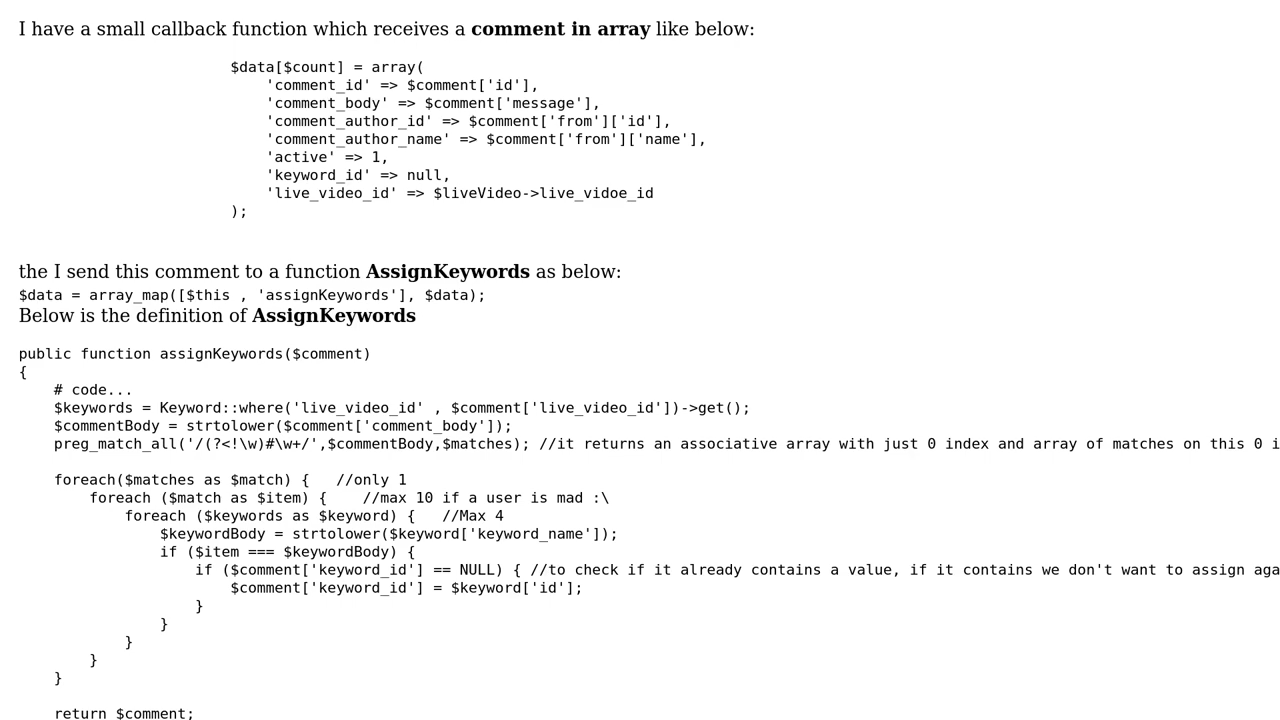 I have a small callback function which receives a comment in array like below:
$data[$count] = array(
'comment_id' => $comment['id'],
'comment_body' => $comment['message'],
'comment_author_id' => $comment['from']['id'],
'comment_author_name' => $comment['from']['name'],
'active' => 1,
'keyword_id' => null,
'live_video_id' => $liveVideo->live_vidoe_id
);
the I send this comment to a function AssignKeywords as below:
$data = array_map([$this , 'assignKeywords'], $data);
Below is the definition of AssignKeywords
public function assignKeywords($comment)
{
# code...
$keywords = Keyword::where('live_video_id' , $comment['live_video_id'])->get();
$commentBody = strtolower($comment['comment_body']);
preg_match_all('/(?<!\w)#\w+/',$commentBody,$matches); //it returns an associative array with just 0 index and array of matches on this 0 i
foreach($matches as $match) {   //only 1
foreach ($match as $item) {    //max 10 if a user is mad :\
foreach ($keywords as $keyword) {   //Max 4
$keywordBody = strtolower($keyword['keyword_name']);
if ($item === $keywordBody) {
if ($comment['keyword_id'] == NULL) { //to check if it already contains a value, if it contains we don't want to assign aga
$comment['keyword_id'] = $keyword['id'];
}
}
}
}
}
return $comment;